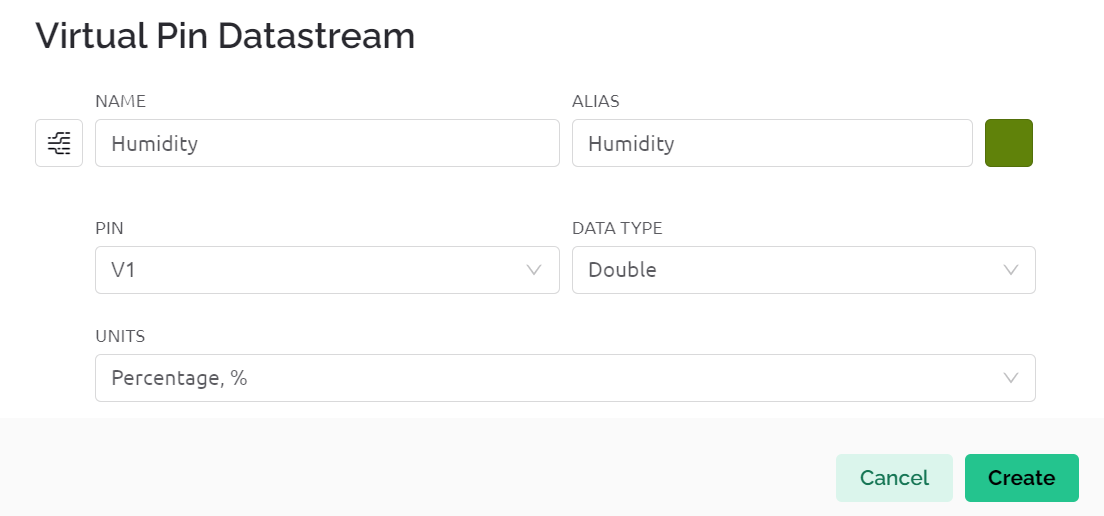 Virtual Pin Datastream
NAME ALIAS
Humidity Humidity
PIN DATA TYPE
V1 Double
UNITS
Percentage, %
Cancel Create